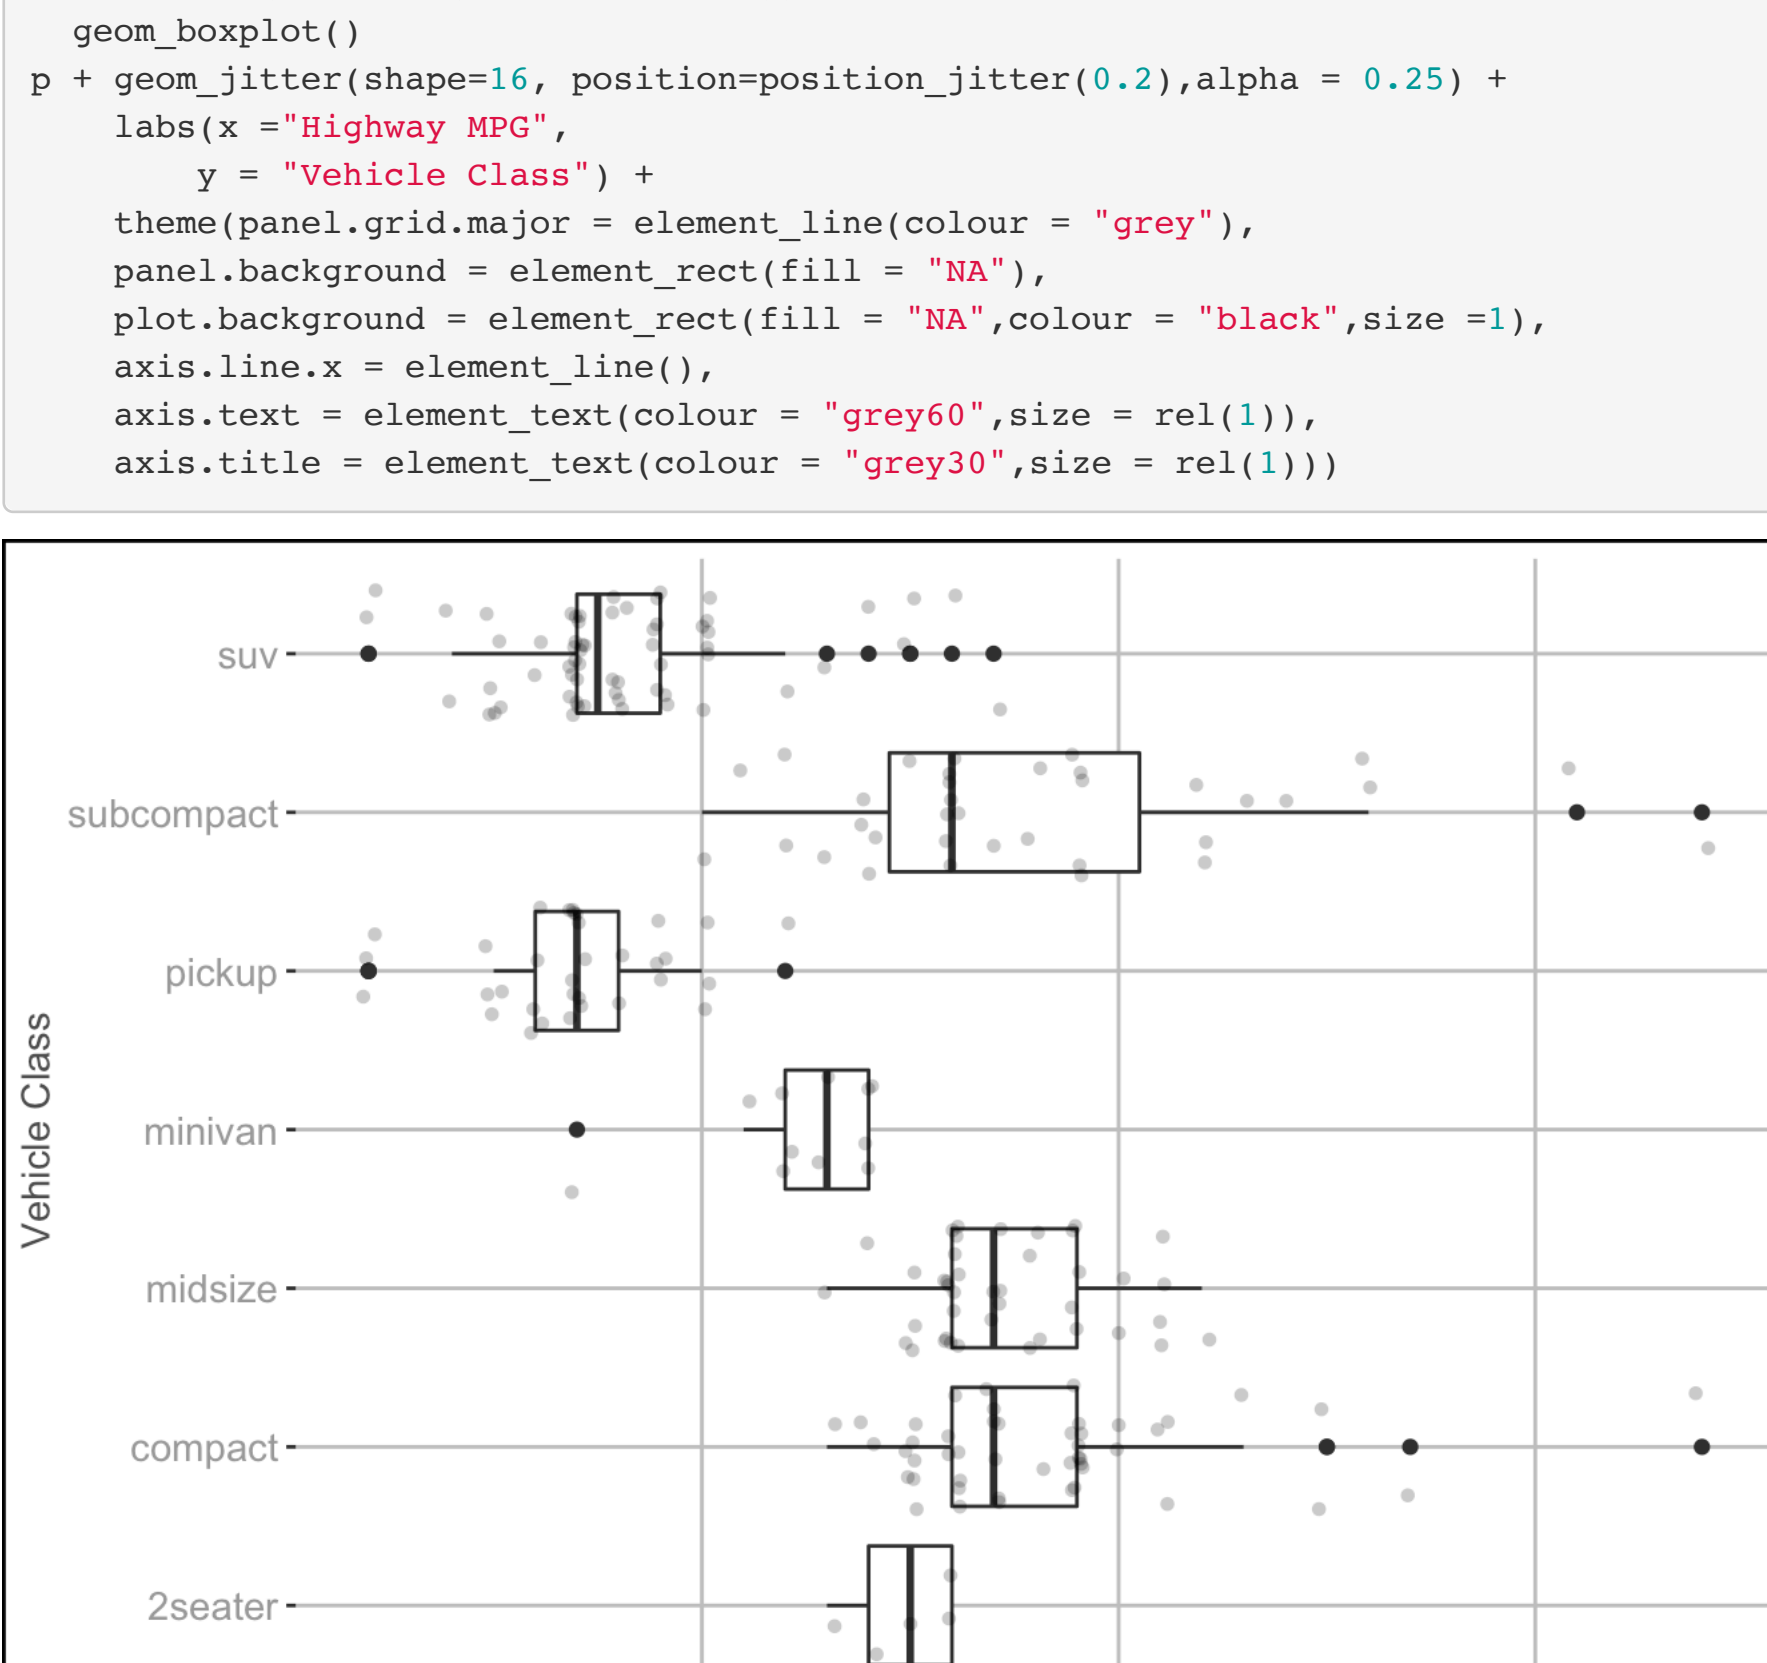 geom_boxplot()
p + geom_jitter(shape=16, position=position_jitter(0.2),alpha = 0.25) +
labs(x ="Highway MPG",
y = "Vehicle Class") +
theme(panel.grid.major = element_line(colour = "grey"),
panel.background = element_rect(fill = "NA"),
plot.background = element_rect(fill = "NA",colour = "black",size =1),
axis.line.x = element_line(),
axis.text = element_text(colour = "grey60",size = rel(1)),
axis.title = element_text(colour = "grey30",size = rel(1)))
suv
subcompact
pickup
minivan
midsize
compact
2seater
Vehicle Class